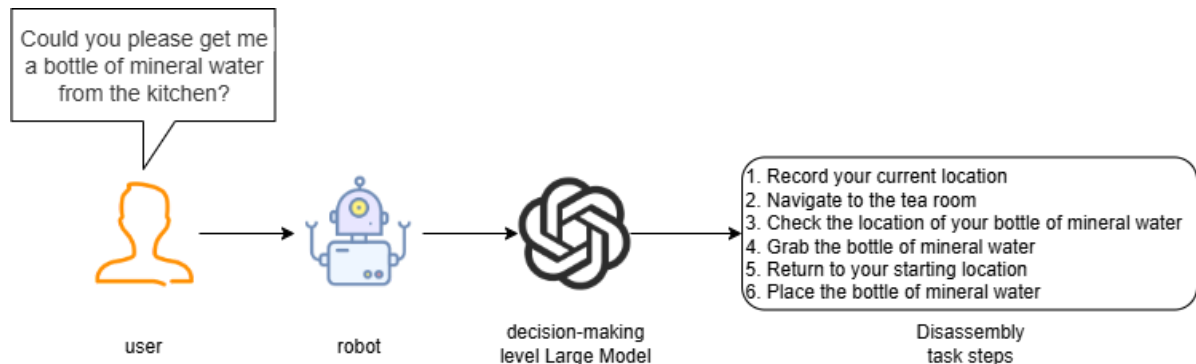 Could you please get me
a bottle of mineral water
from the kitchen?
1. Record your current location
2. Navigate to the tea room
3. Check the location of your bottle of mineral water
4. Grab the bottle of mineral water
5. Return to your starting location
6. Place the bottle of mineral water
user
robot
decision-making
level Large Model
Disassembly
task steps